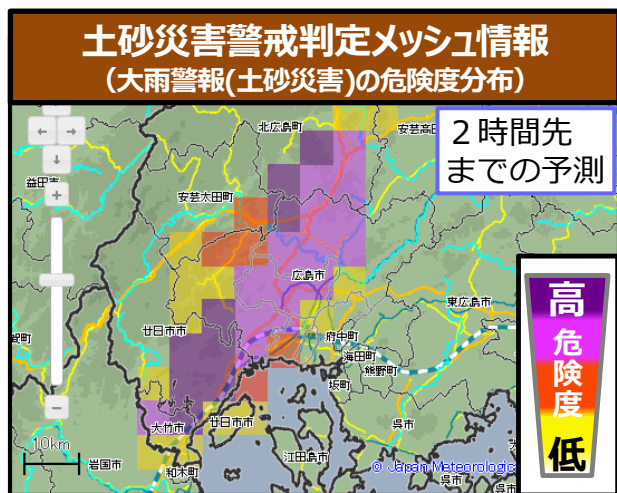 土砂災害警戒判定メッシュ情報
（大雨警報(土砂災害)の危険度分布）
２時間先
までの予測
北広島町
安芸高田
益田市
安芸太田町
広島市
東広島市
廿日市市
府中町
海田町
熊野町
坂町
呉市
大竹市
廿日市市
江田島市
岩国市
和木町
呉市
10km
© Japan Meteorologic
高
危険度
低